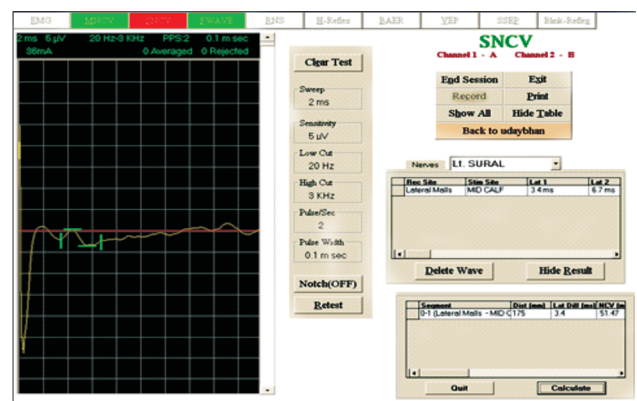 EMG MNCV SNCV FWAVE RNS H-Reflex BAER VEP SSEP Blink-Reflex
2 ms 5 µV 20 Hz-3 KHz PPS:2 0.1 m sec
36mA 0 Averaged 0 Rejected
Clear Test
Sweep
2 ms
Sensitivity
5 µV
Low Cut
20 Hz
High Cut
3 KHz
Pulse/Sec
2
Pulse Width
0.1 m sec
Notch(OFF)
Retest
SNCV
Channel 1 - A Channel 2 - B
End Session Exit
Record Print
Show All Hide Table
Back to udaybhan
Nerves Lt. SURAL
Rec Site Stim Site Lat 1 Lat 2
Lateral Malls MID CALF 3.4 ms 6.7 ms
Delete Wave Hide Result
Segment Dist (mm) Lat Diff (ms) NCV (m
0-1 (Lateral Malls - MID C 175 3.4 51.47
Quit Calculate